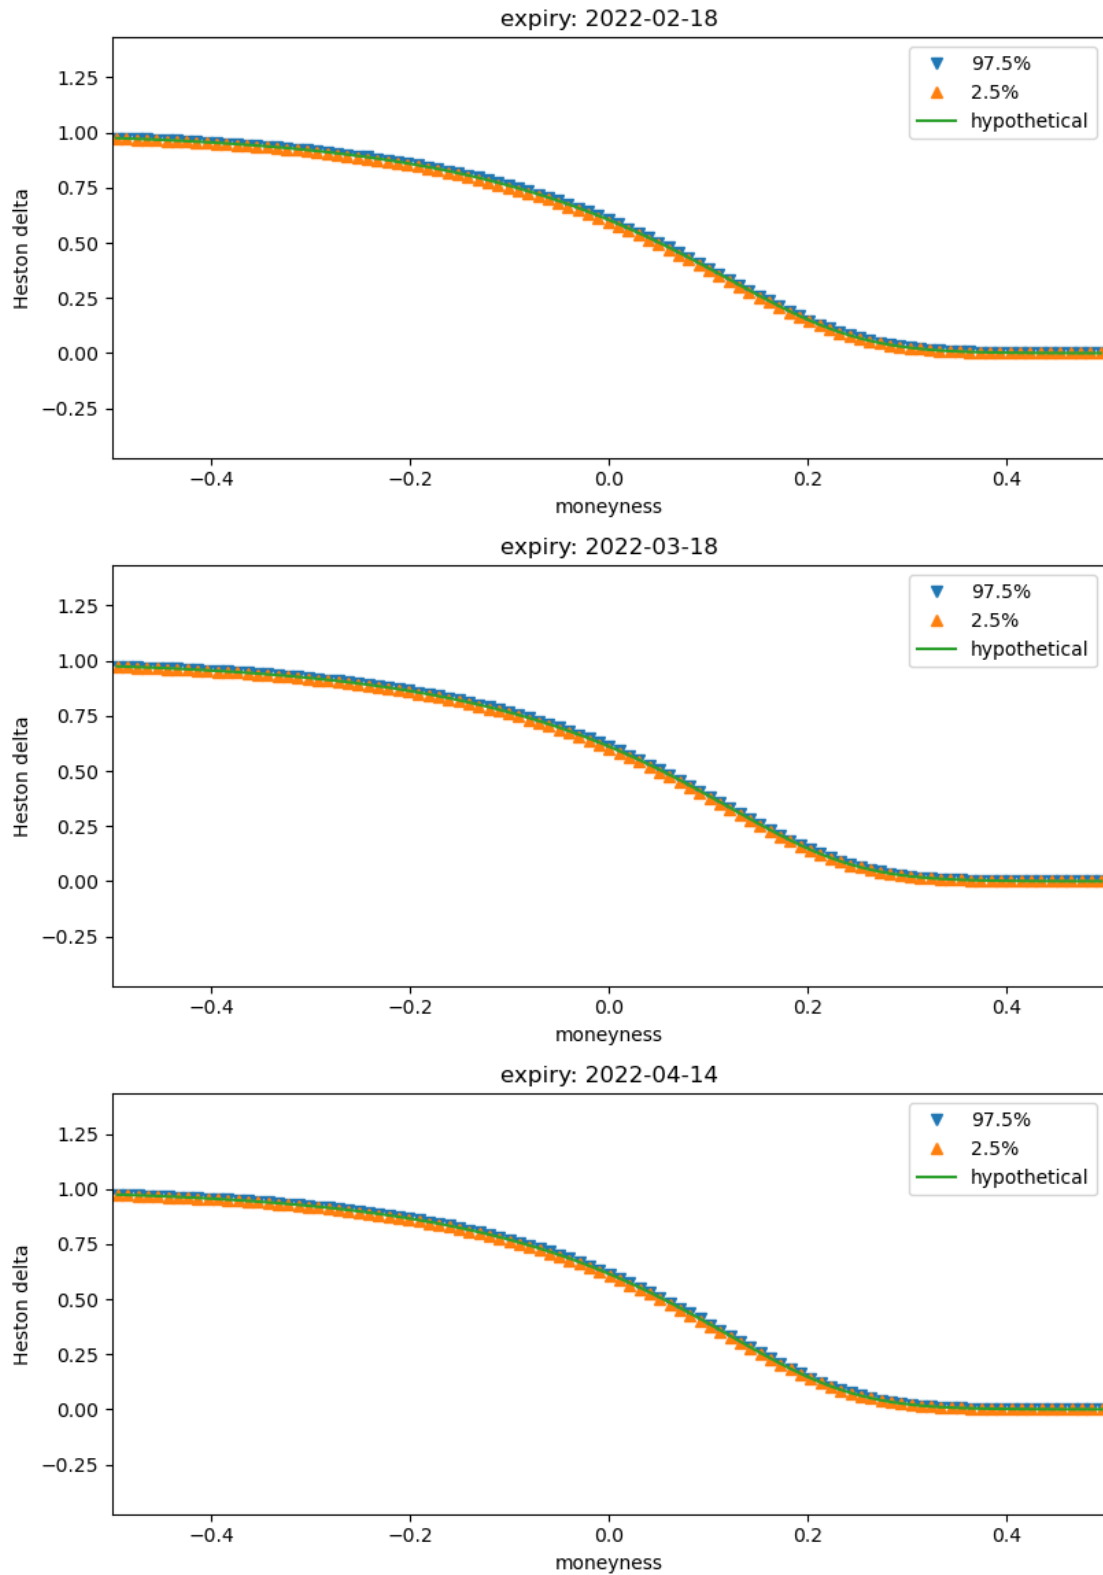 expiry: 2022-02-18
97.5%
2.5%
hypothetical
1.25
1.00
0.75
0.50
0.25
0.00
−0.25
Heston delta
−0.4 −0.2 0.0 0.2 0.4
moneyness
expiry: 2022-03-18
97.5%
2.5%
hypothetical
1.25
1.00
0.75
0.50
0.25
0.00
−0.25
Heston delta
−0.4 −0.2 0.0 0.2 0.4
moneyness
expiry: 2022-04-14
97.5%
2.5%
hypothetical
1.25
1.00
0.75
0.50
0.25
0.00
−0.25
Heston delta
−0.4 −0.2 0.0 0.2 0.4
moneyness